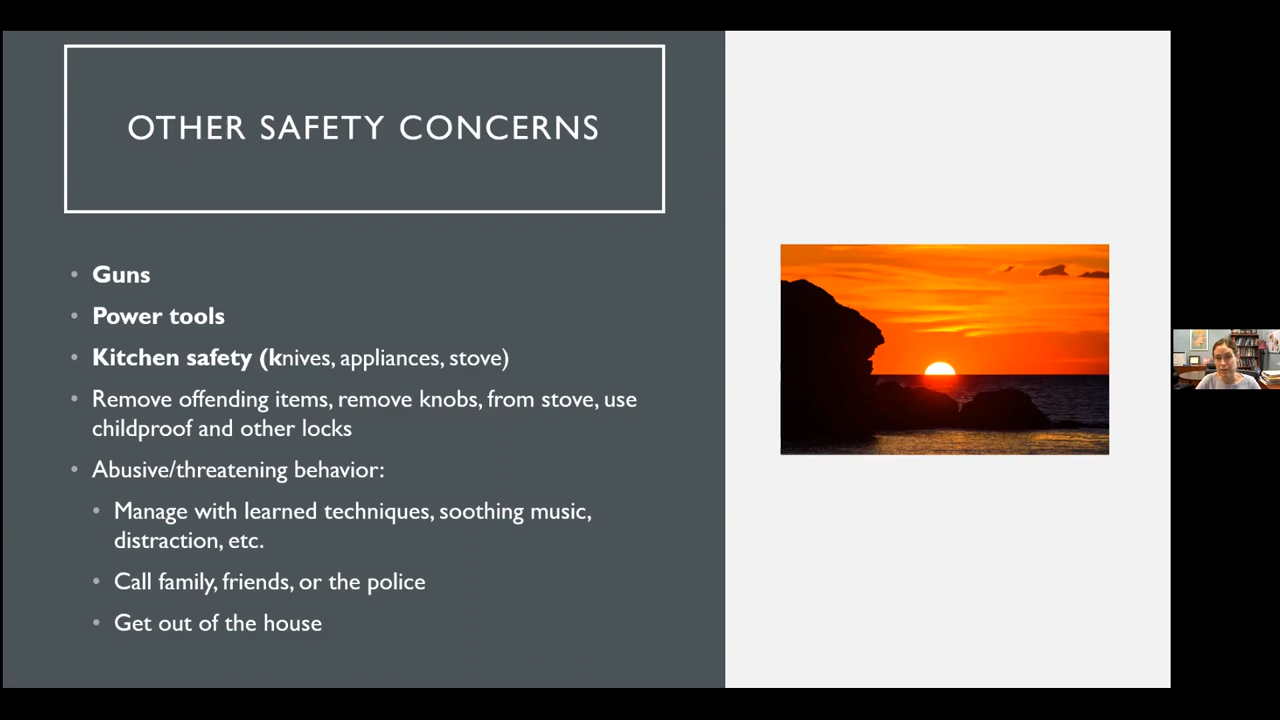 OTHER SAFETY CONCERNS
• Guns
• Power tools
• Kitchen safety (knives, appliances, stove)
• Remove offending items, remove knobs, from stove, use
childproof and other locks
• Abusive/threatening behavior:
• Manage with learned techniques, soothing music,
distraction, etc.
• Call family, friends, or the police
• Get out of the house